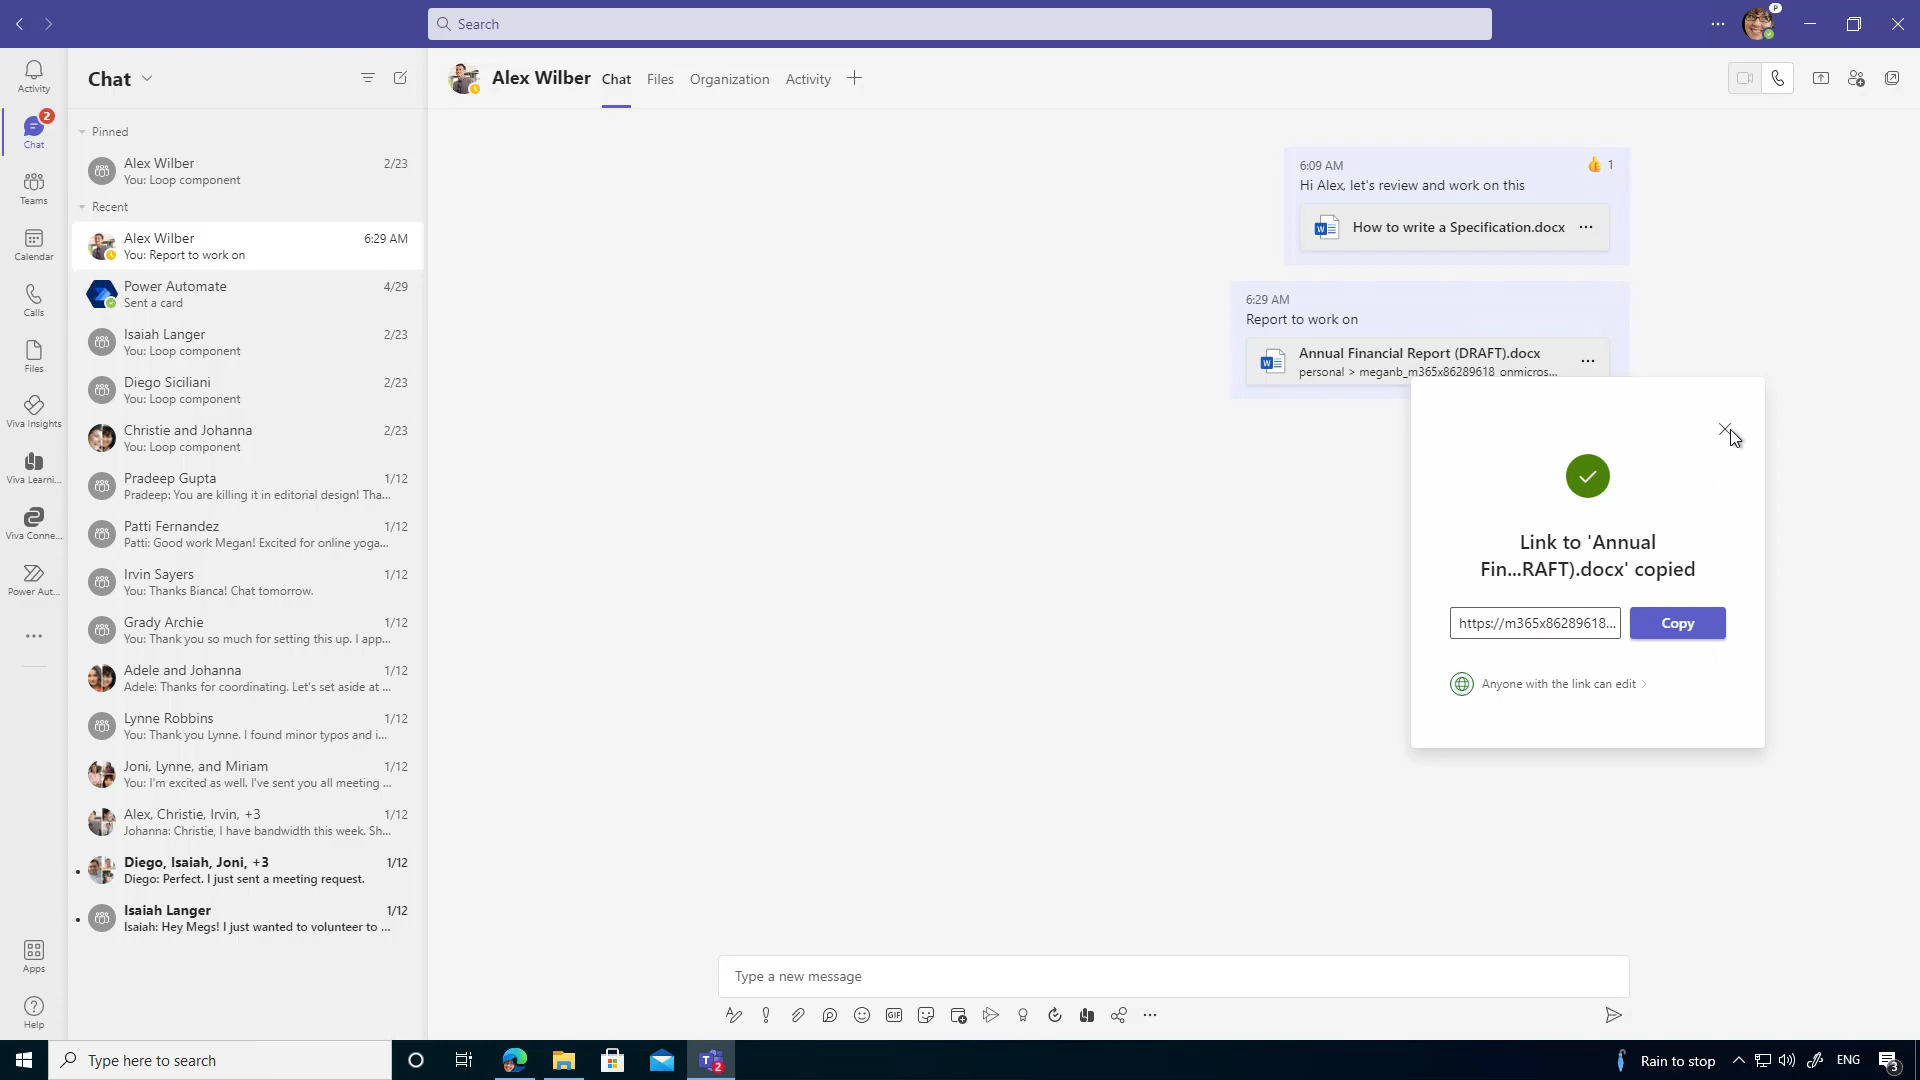 Search
P
Activity
2
Chat
Teams
Calendar
Calls
Files
Viva Insights
Viva Learni...
Viva Conne...
Power Aut...
Apps
Help
Chat
Pinned
Alex Wilber 2/23
You: Loop component
Recent
Alex Wilber 6:29 AM
You: Report to work on
Power Automate 4/29
Sent a card
Isaiah Langer 2/23
You: Loop component
Diego Siciliani 2/23
You: Loop component
Christie and Johanna 2/23
You: Loop component
Pradeep Gupta 1/12
Pradeep: You are killing it in editorial design! Tha...
Patti Fernandez 1/12
Patti: Good work Megan! Excited for online yoga...
Irvin Sayers 1/12
You: Thanks Bianca! Chat tomorrow.
Grady Archie 1/12
You: Thank you so much for setting this up. I app...
Adele and Johanna 1/12
Adele: Thanks for coordinating. Let's set aside at ...
Lynne Robbins 1/12
You: Thank you Lynne. I found minor typos and i...
Joni, Lynne, and Miriam 1/12
You: I'm excited as well. I've sent you all meeting ...
Alex, Christie, Irvin, +3 1/12
Johanna: Christie, I have bandwidth this week. Sh...
Diego, Isaiah, Joni, +3 1/12
Diego: Perfect. I just sent a meeting request.
Isaiah Langer 1/12
Isaiah: Hey Megs! I just wanted to volunteer to ...
Alex Wilber Chat Files Organization Activity
6:09 AM 1
Hi Alex, let's review and work on this
How to write a Specification.docx
6:29 AM
Report to work on
Annual Financial Report (DRAFT).docx
personal > meganb_m365x86289618_onmicros...
Link to 'Annual
Fin...RAFT).docx' copied
https://m365x86289618... Copy
Anyone with the link can edit
Type a new message
GIF
Type here to search
T 2
Rain to stop ENG 3